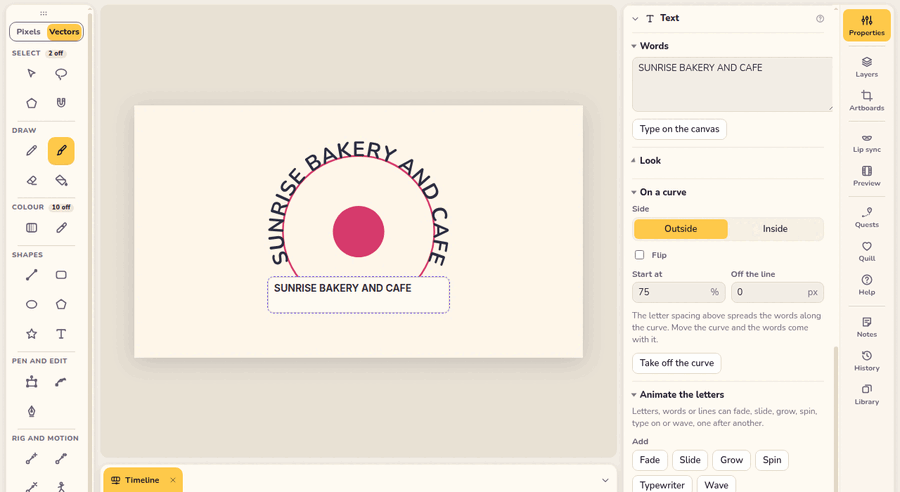 Pixels
Vectors
SELECT
2 off
DRAW
COLOUR
10 off
SHAPES
PEN AND EDIT
RIG AND MOTION
SUNRISE BAKERY AND CAFE
SUNRISE BAKERY AND CAFE
Timeline
Text
Words
SUNRISE BAKERY AND CAFE
Type on the canvas
Look
On a curve
Side
Outside
Inside
Flip
Start at
Off the line
75 %
0 px
The letter spacing above spreads the words along
the curve. Move the curve and the words come
with it.
Take off the curve
Animate the letters
Letters, words or lines can fade, slide, grow, spin,
type on or wave, one after another.
Add
Fade
Slide
Grow
Spin
Typewriter
Wave
Properties
Layers
Artboards
Lip sync
Preview
Quests
Quill
Help
Notes
History
Library